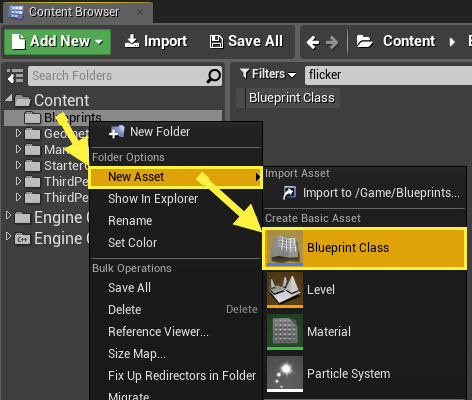 Content Browser
Add New
Import
Save All
Content
Search Folders
Filters
flicker
Content
Blueprint Class
Blueprints
New Folder
Folder Options
New Asset
Show In Explorer
Rename
Set Color
Bulk Operations
Save All
Delete
Delete
Reference Viewer...
Size Map...
Fix Up Redirectors in Folder
Migrate
Import Asset
Import to /Game/Blueprints...
Create Basic Asset
Blueprint Class
Level
Material
Particle System
Geomet
Man
Starter
ThirdPe
ThirdPe
Engine
Engine